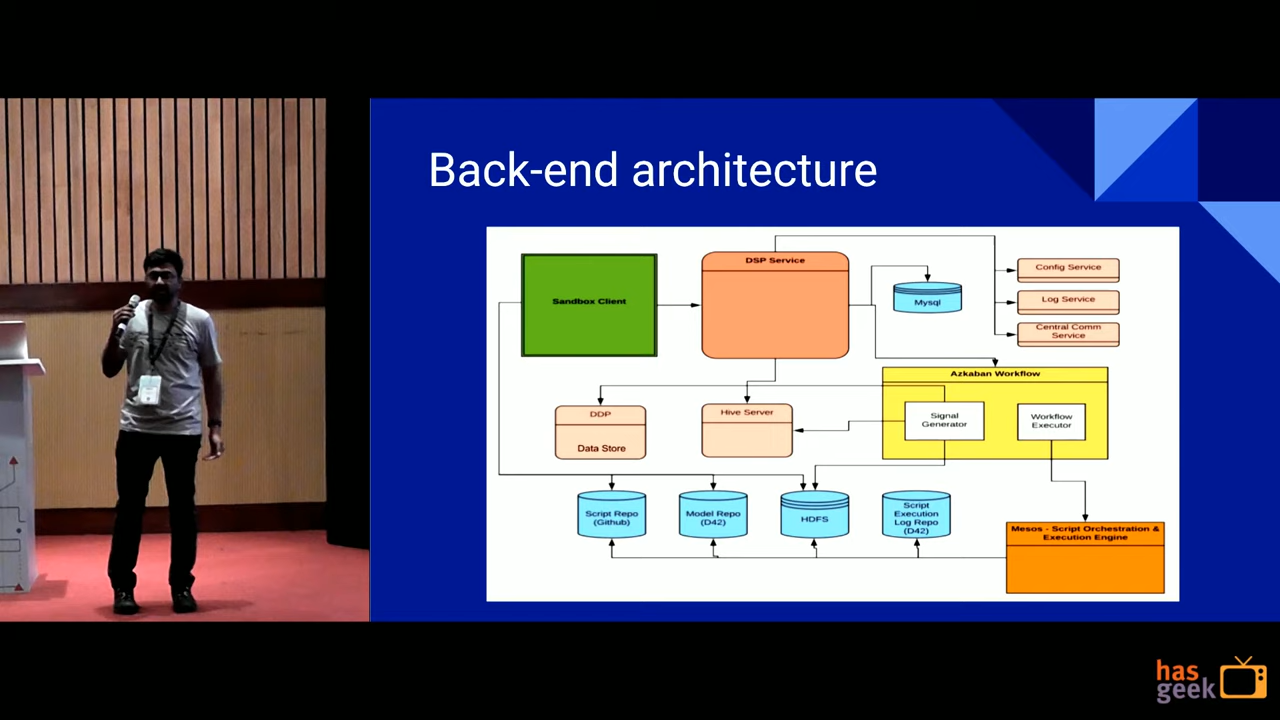 Back-end architecture
Sandbox Client
DSP Service
Mysql
Config Service
Log Service
Central Comm
Service
Azkaban Workflow
Signal
Generator
Workflow
Executor
DDP
Data Store
Hive Server
Script Repo
(Github)
Model Repo
(D42)
HDFS
Script
Execution
Log Repo
(D42)
Mesos - Script Orchestration &
Execution Engine
has
geek